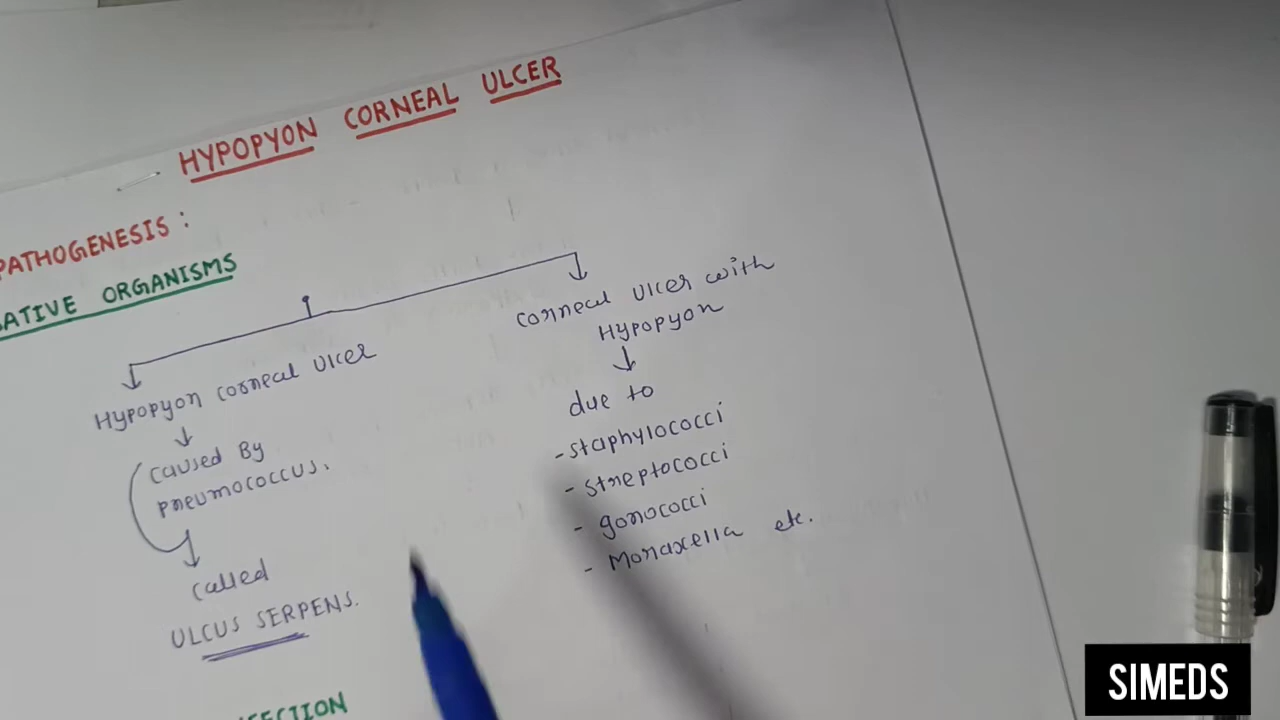 HYPOPYON CORNEAL ULCER
PATHOGENESIS :
ATIVE ORGANISMS
Hypopyon corneal Ulcer
caused By
pneumococcus.
called
ULCUS SERPENS.
corneal Ulcer with
Hypopyon
due to
- staphylococci
- streptococci
- gonococci
- Moraxella etc.
FECTION
SIMEDS